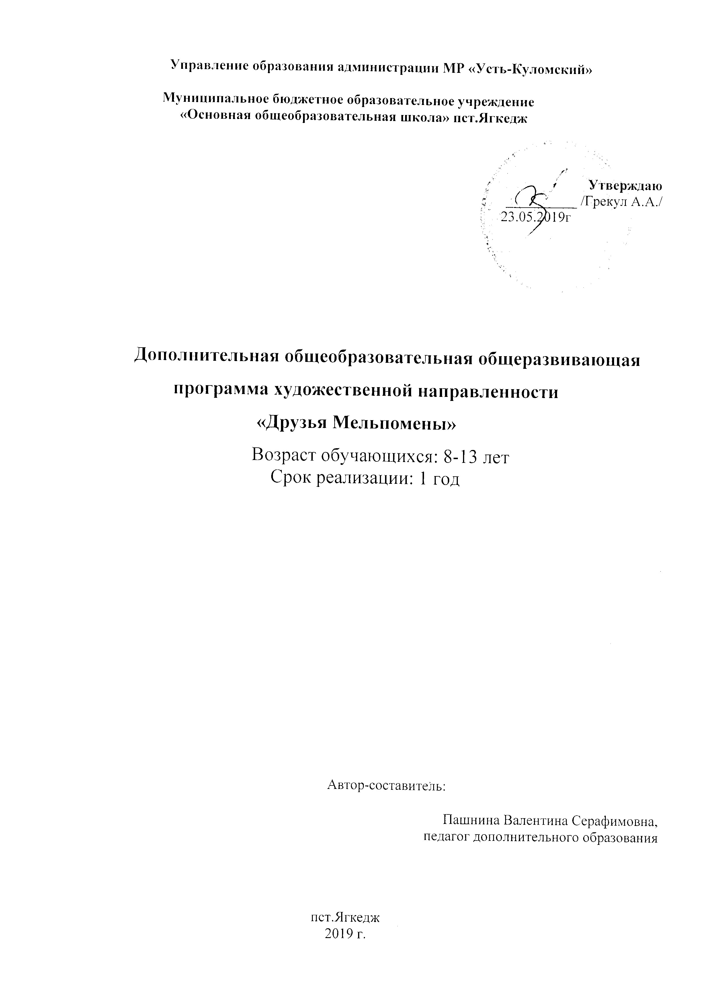 Управление образования администрации МР «Усть-Куломский»
Муниципальное бюджетное образовательное учреждение
«Основная общеобразовательная школа» пст.Ягкедж
Утверждаю
/Грекул А.А./
23.05.2019г
Дополнительная общеобразовательная общеразвивающая
программа художественной направленности
«Друзья Мельпомены»
Возраст обучающихся: 8-13 лет
Срок реализации: 1 год
Автор-составитель:
Пашнина Валентина Серафимовна,
педагог дополнительного образования
пст.Ягкедж
2019 г.